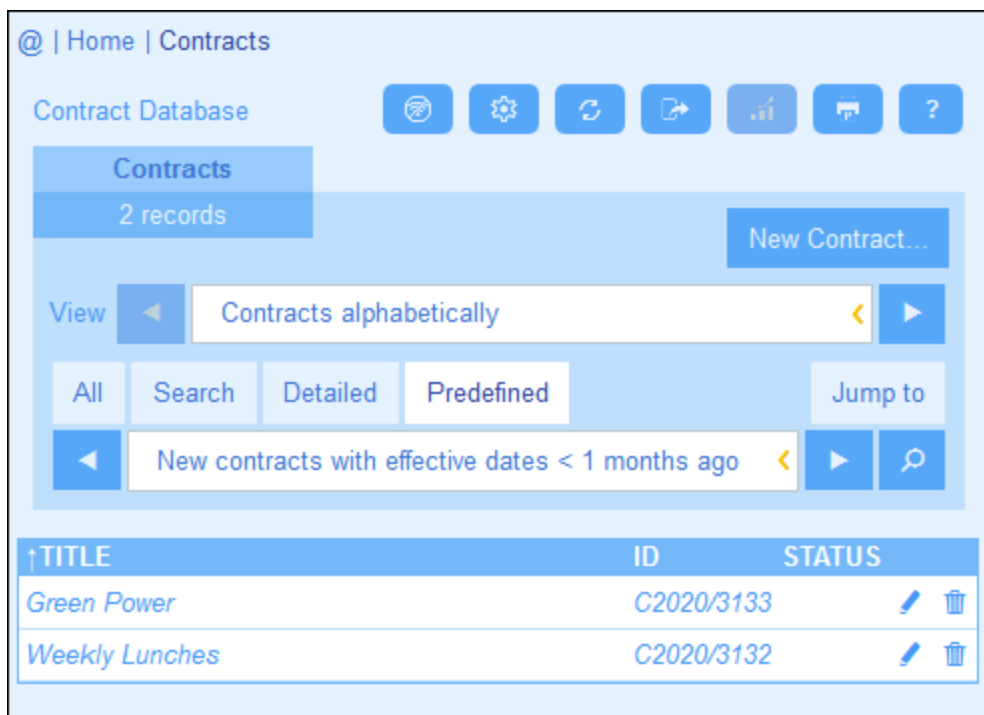 @ | Home | Contracts
Contract Database
?
Contracts
2 records
New Contract...
View
Contracts alphabetically
All Search Detailed Predefined Jump to
New contracts with effective dates < 1 months ago
↑TITLE ID STATUS
Green Power C2020/3133
Weekly Lunches C2020/3132